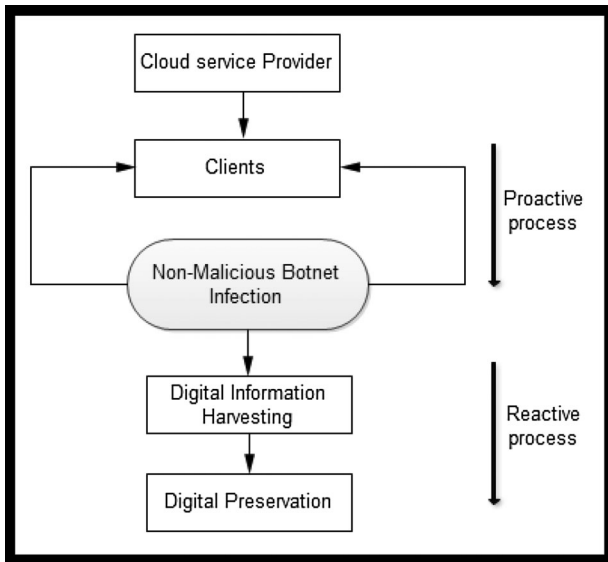 Cloud service Provider
Clients
Proactive
process
Non-Malicious Botnet
Infection
Digital Information
Harvesting
Reactive
process
Digital Preservation